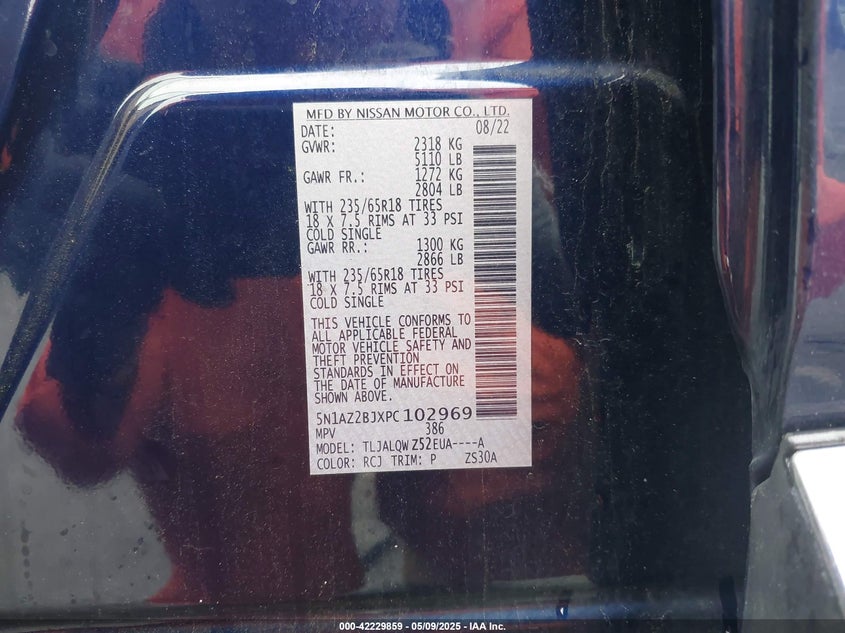 MFD BY NISSAN MOTOR CO., LTD.
DATE: 08/22
GVWR: 2318 KG
5110 LB
GAWR FR.: 1272 KG
2804 LB
WITH 235/65R18 TIRES
18 X 7.5 RIMS AT 33 PSI
COLD SINGLE
GAWR RR.: 1300 KG
2866 LB
WITH 235/65R18 TIRES
18 X 7.5 RIMS AT 33 PSI
COLD SINGLE
THIS VEHICLE CONFORMS TO
ALL APPLICABLE FEDERAL
MOTOR VEHICLE SAFETY AND
THEFT PREVENTION
STANDARDS IN EFFECT ON
THE DATE OF MANUFACTURE
SHOWN ABOVE.
5N1AZ2BJXPC102969
MPV 386
MODEL: TLJALQW Z52EUA----A
COLOR: RCJ TRIM: P ZS30A
000-42229859 - 05/09/2025 - IAA Inc.